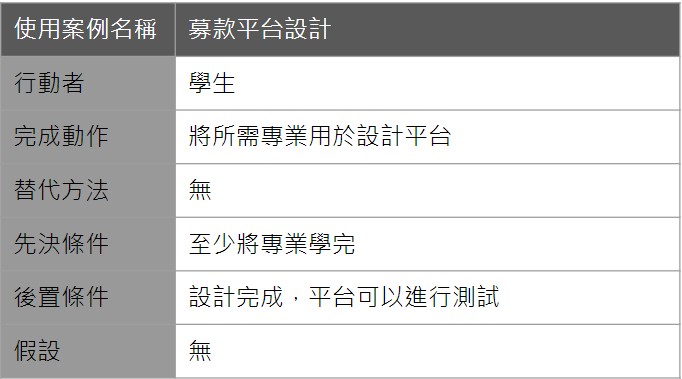 使用案例名稱 募款平台設計
行動者 學生
完成動作 將所需專業用於設計平台
替代方法 無
先決條件 至少將專業學完
後置條件 設計完成，平台可以進行測試
假設 無